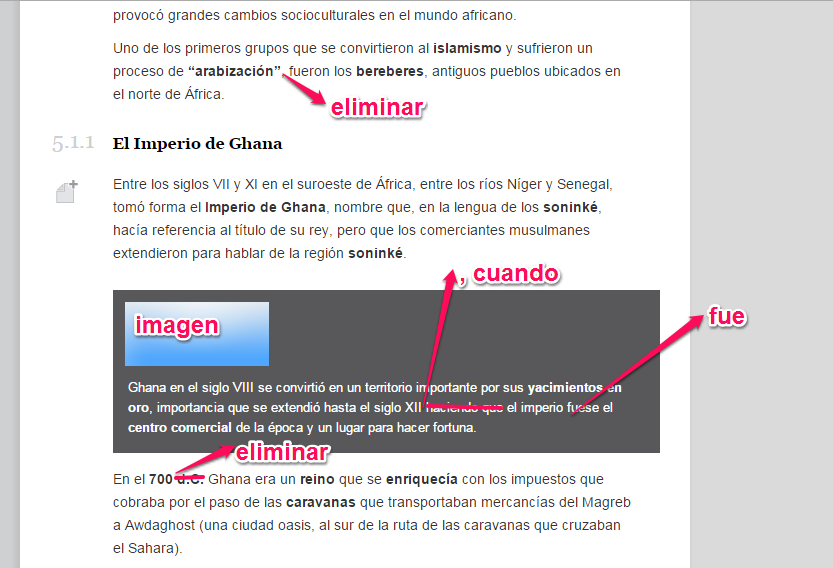 provocó grandes cambios socioculturales en el mundo africano.
Uno de los primeros grupos que se convirtieron al islamismo y sufrieron un
proceso de “arabización”, fueron los bereberes, antiguos pueblos ubicados en
el norte de África.
eliminar
5.1.1 El Imperio de Ghana
Entre los siglos VII y XI en el suroeste de África, entre los ríos Níger y Senegal,
tomó forma el Imperio de Ghana, nombre que, en la lengua de los soninké,
hacía referencia al título de su rey, pero que los comerciantes musulmanes
extendieron para hablar de la región soninké.
, cuando
imagen
fue
Ghana en el siglo VIII se convirtió en un territorio importante por sus yacimientos en
oro, importancia que se extendió hasta el siglo XII haciendo que el imperio fuese el
centro comercial de la época y un lugar para hacer fortuna.
eliminar
En el 700 d.C. Ghana era un reino que se enriquecía con los impuestos que
cobraba por el paso de las caravanas que transportaban mercancías del Magreb
a Awdaghost (una ciudad oasis, al sur de la ruta de las caravanas que cruzaban
el Sahara).